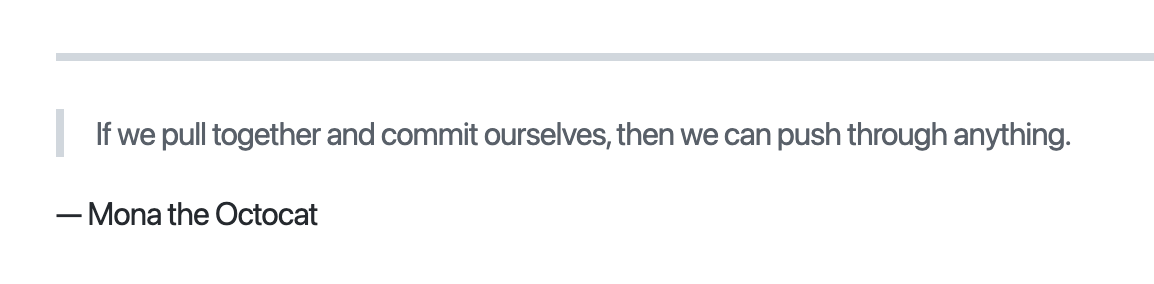 If we pull together and commit ourselves, then we can push through anything.
— Mona the Octocat